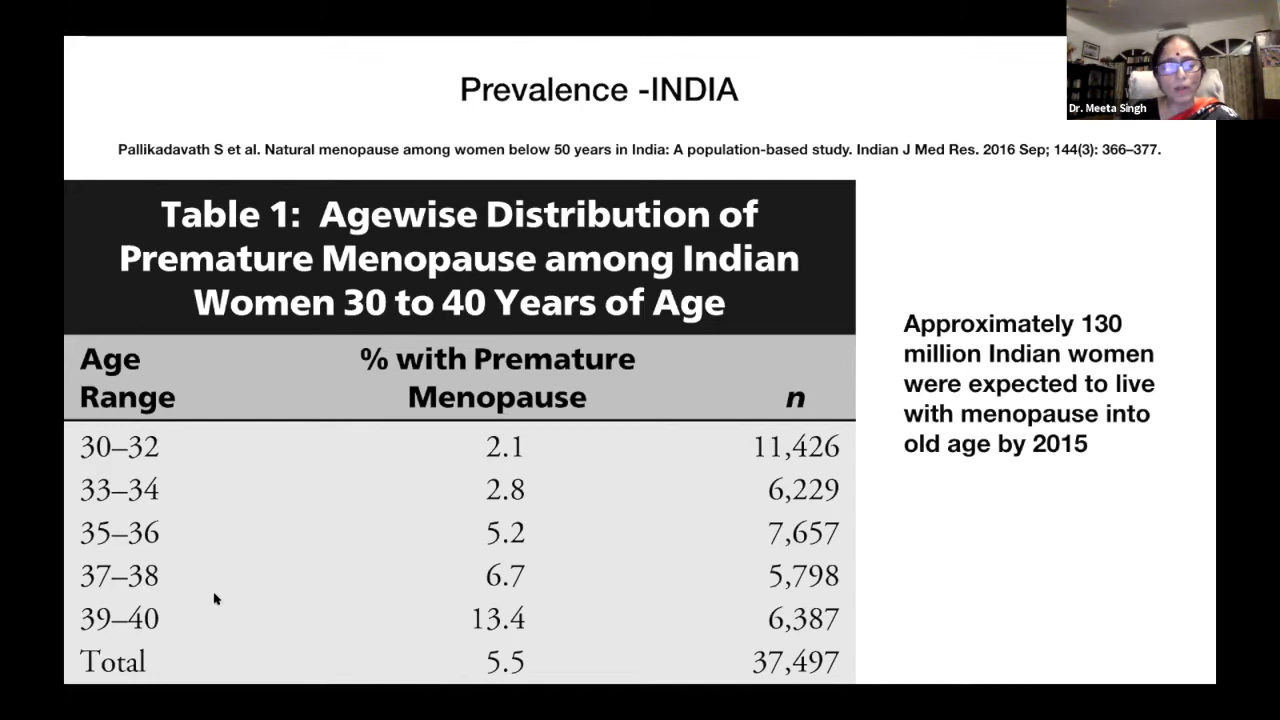 Prevalence -INDIA
Dr. Meeta Singh
Pallikadavath S et al. Natural menopause among women below 50 years in India: A population-based study. Indian J Med Res. 2016 Sep; 144(3): 366–377.
Table 1: Agewise Distribution of
Premature Menopause among Indian
Women 30 to 40 Years of Age
Age Range % with Premature Menopause n
30–32 2.1 11,426
33–34 2.8 6,229
35–36 5.2 7,657
37–38 6.7 5,798
39–40 13.4 6,387
Total 5.5 37,497
Approximately 130
million Indian women
were expected to live
with menopause into
old age by 2015